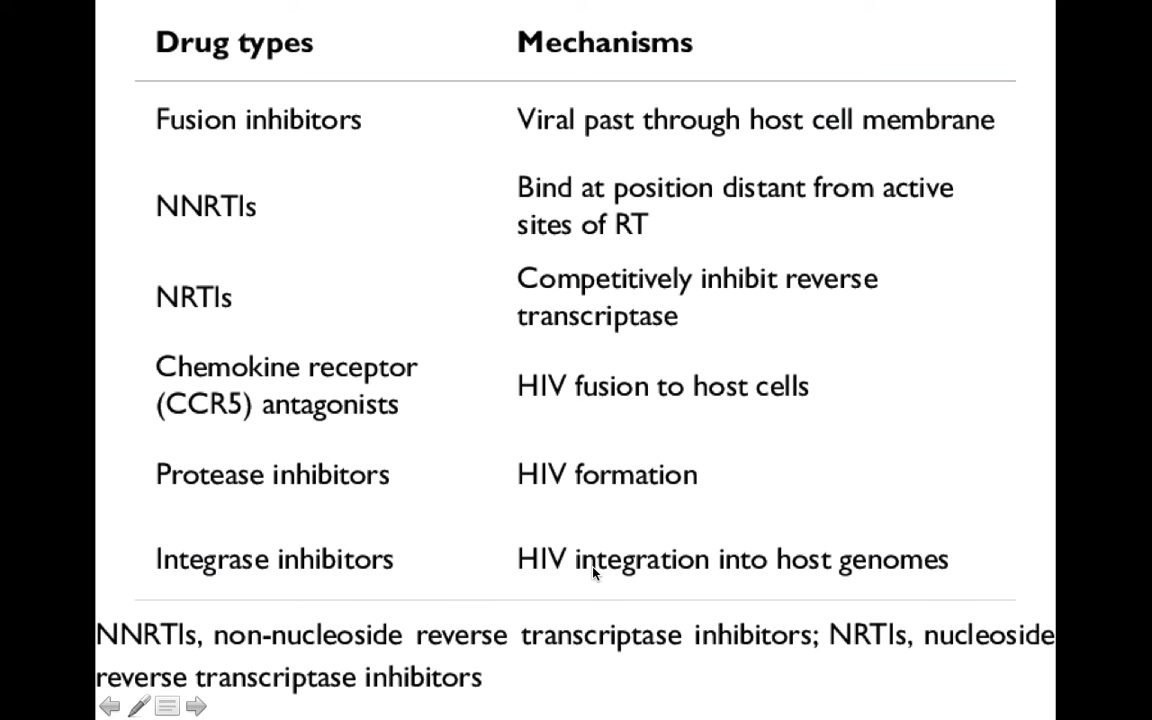 Drug types Mechanisms
Fusion inhibitors Viral past through host cell membrane
NNRTIs Bind at position distant from active
sites of RT
NRTIs Competitively inhibit reverse
transcriptase
Chemokine receptor
(CCR5) antagonists HIV fusion to host cells
Protease inhibitors HIV formation
Integrase inhibitors HIV integration into host genomes
NNRTIs, non-nucleoside reverse transcriptase inhibitors; NRTIs, nucleoside
reverse transcriptase inhibitors